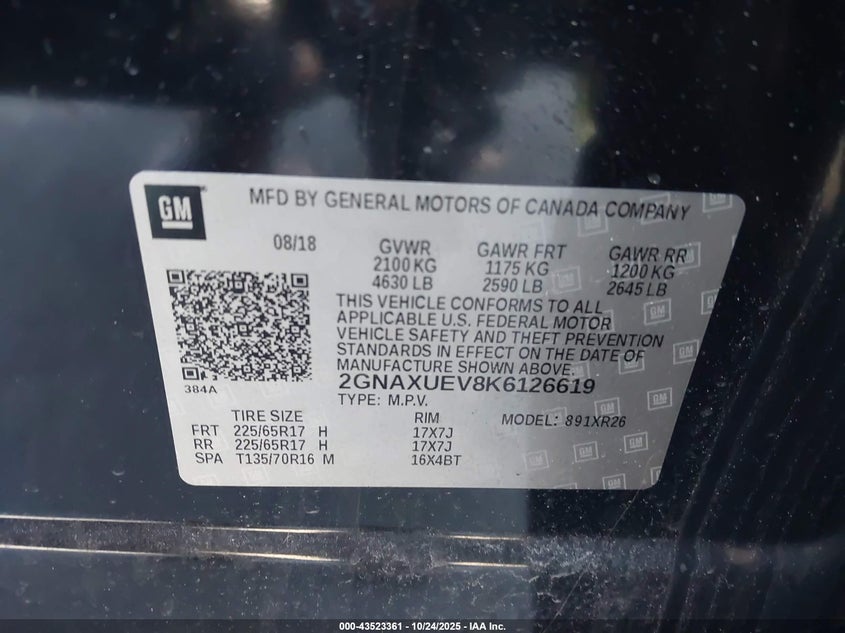 GM
MFD BY GENERAL MOTORS OF CANADA COMPANY
08/18 GVWR GAWR FRT GAWR RR
2100 KG 1175 KG 1200 KG
4630 LB 2590 LB 2645 LB
THIS VEHICLE CONFORMS TO ALL
APPLICABLE U.S. FEDERAL MOTOR
VEHICLE SAFETY AND THEFT PREVENTION
STANDARDS IN EFFECT ON THE DATE OF
MANUFACTURE SHOWN ABOVE.
384A
2GNAXUEV8K6126619
TYPE: M.P.V.
TIRE SIZE RIM MODEL: 891XR26
FRT 225/65R17 H 17X7J
RR 225/65R17 H 17X7J
SPA T135/70R16 M 16X4BT
000-43523361 - 10/24/2025 - IAA Inc.